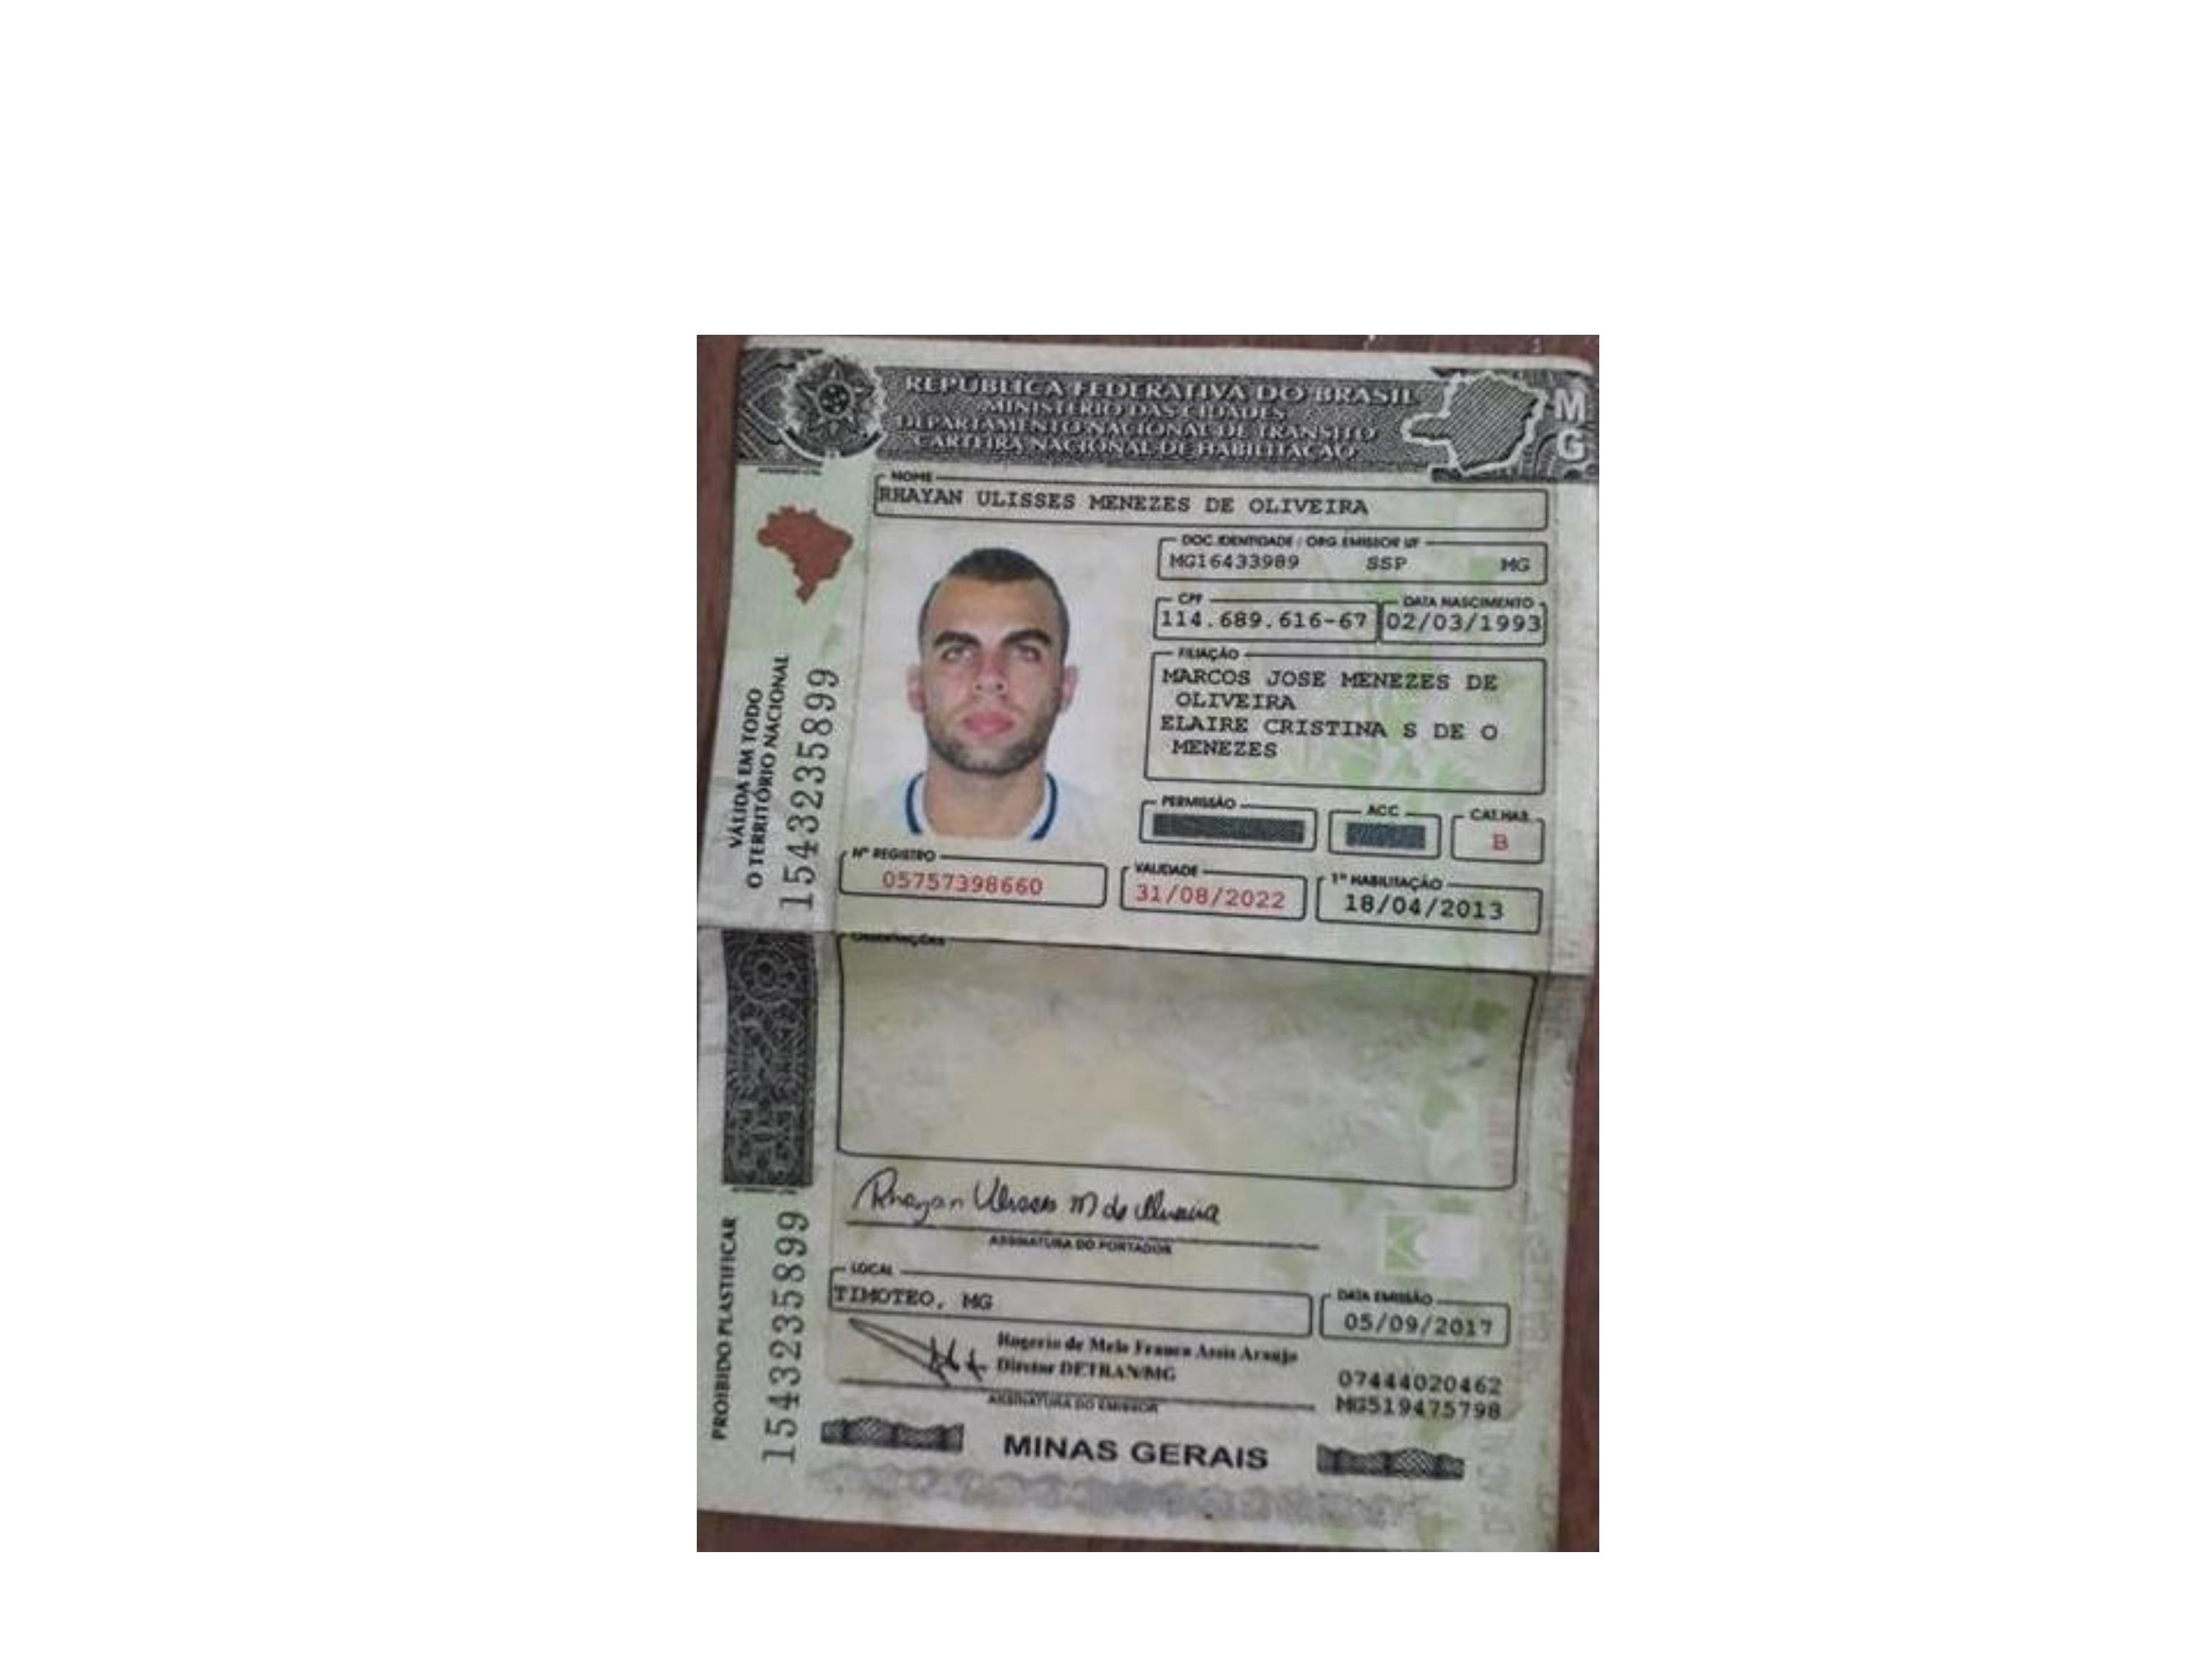 REPÚBLICA FEDERATIVA DO BRASIL
MINISTÉRIO DAS CIDADES
DEPARTAMENTO NACIONAL DE TRÂNSITO
CARTEIRA NACIONAL DE HABILITAÇÃO
M
G
NOME
RHAYAN ULISSES MENEZES DE OLIVEIRA
DOC. IDENTIDADE / ORG. EMISSOR UF
MG16433989 SSP MG
CPF DATA NASCIMENTO
114.689.616-67 02/03/1993
FILIAÇÃO
MARCOS JOSE MENEZES DE
OLIVEIRA
ELAIRE CRISTINA S DE O
MENEZES
PERMISSÃO ACC CAT.HAB.
B
Nº REGISTRO VALIDADE 1ª HABILITAÇÃO
05757398660 31/08/2022 18/04/2013
VÁLIDA EM TODO
O TERRITÓRIO NACIONAL
1543235899
OBSERVAÇÕES
Rhayan Ulisses M de Oliveira
ASSINATURA DO PORTADOR
LOCAL DATA EMISSÃO
TIMOTEO, MG 05/09/2017
Rogerio de Melo Franco Assis Araujo
Diretor DETRAN/MG
07444020462
MG519475798
ASSINATURA DO EMISSOR
PROIBIDO PLASTIFICAR
1543235899
MINAS GERAIS